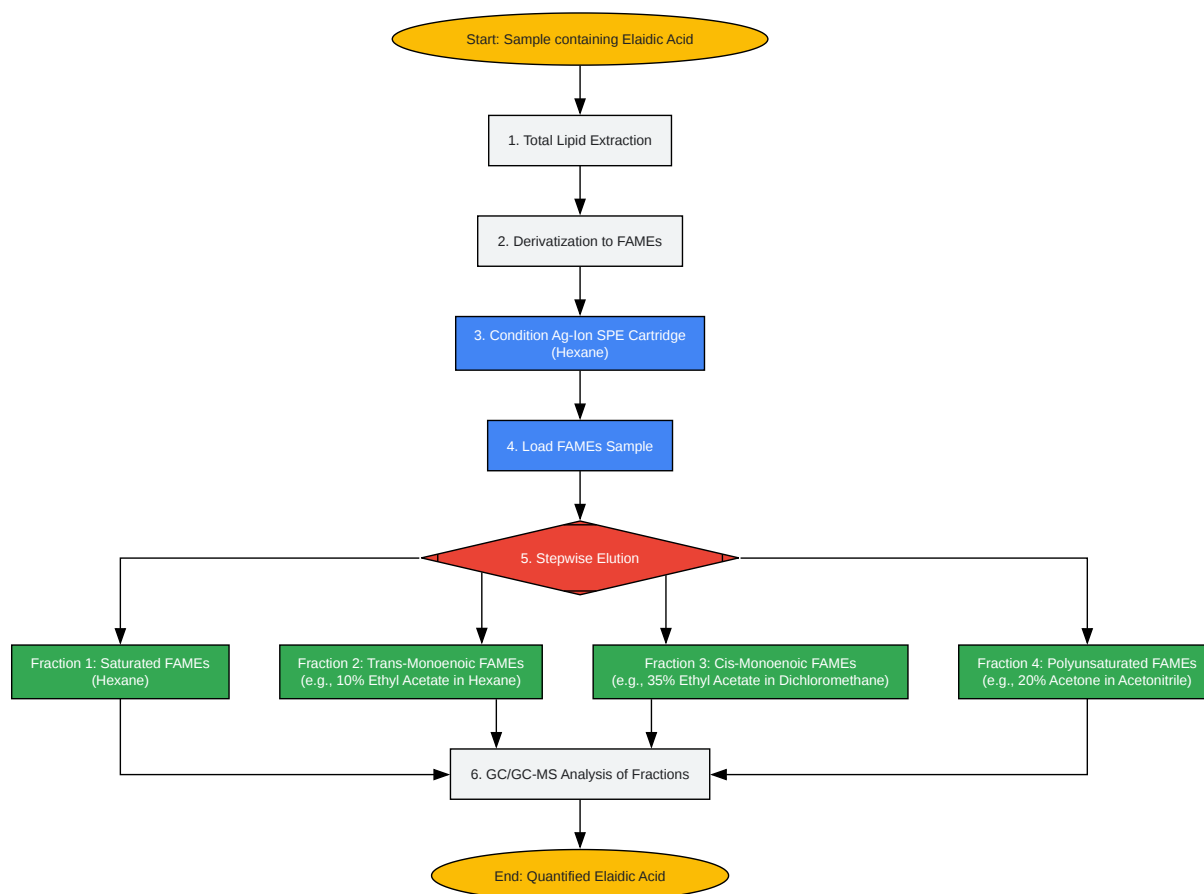 Start: Sample containing Elaidic Acid
1. Total Lipid Extraction
2. Derivatization to FAMEs
3. Condition Ag-Ion SPE Cartridge
(Hexane)
4. Load FAMEs Sample
5. Stepwise Elution
Fraction 1: Saturated FAMEs
(Hexane)
Fraction 2: Trans-Monoenoic FAMEs
(e.g., 10% Ethyl Acetate in Hexane)
Fraction 3: Cis-Monoenoic FAMEs
(e.g., 35% Ethyl Acetate in Dichloromethane)
Fraction 4: Polyunsaturated FAMEs
(e.g., 20% Acetone in Acetonitrile)
6. GC/GC-MS Analysis of Fractions
End: Quantified Elaidic Acid